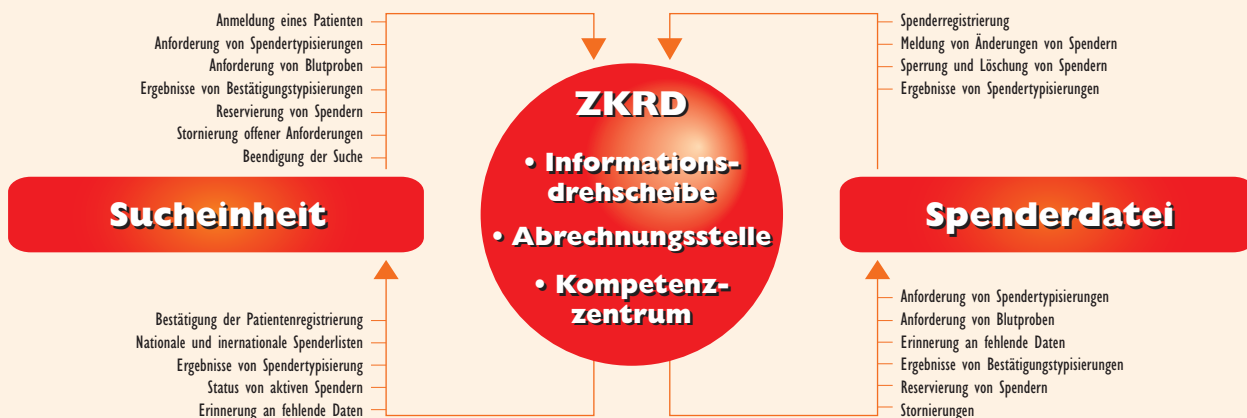 Anmeldung eines Patienten
Anforderung von Spendertypisierungen
Anforderung von Blutproben
Ergebnisse von Bestätigungstypisierungen
Reservierung von Spendern
Stornierung offener Anforderungen
Beendigung der Suche
Sucheinheit
Bestätigung der Patientenregistrierung
Nationale und inernationale Spenderlisten
Ergebnisse von Spendertypisierung
Status von aktiven Spendern
Erinnerung an fehlende Daten
ZKRD
• Informations-
drehscheibe
• Abrechnungsstelle
• Kompetenz-
zentrum
Spenderregistrierung
Meldung von Änderungen von Spendern
Sperrung und Löschung von Spendern
Ergebnisse von Spendertypisierungen
Spenderdatei
Anforderung von Spendertypisierungen
Anforderung von Blutproben
Erinnerung an fehlende Daten
Ergebnisse von Bestätigungstypisierungen
Reservierung von Spendern
Stornierungen